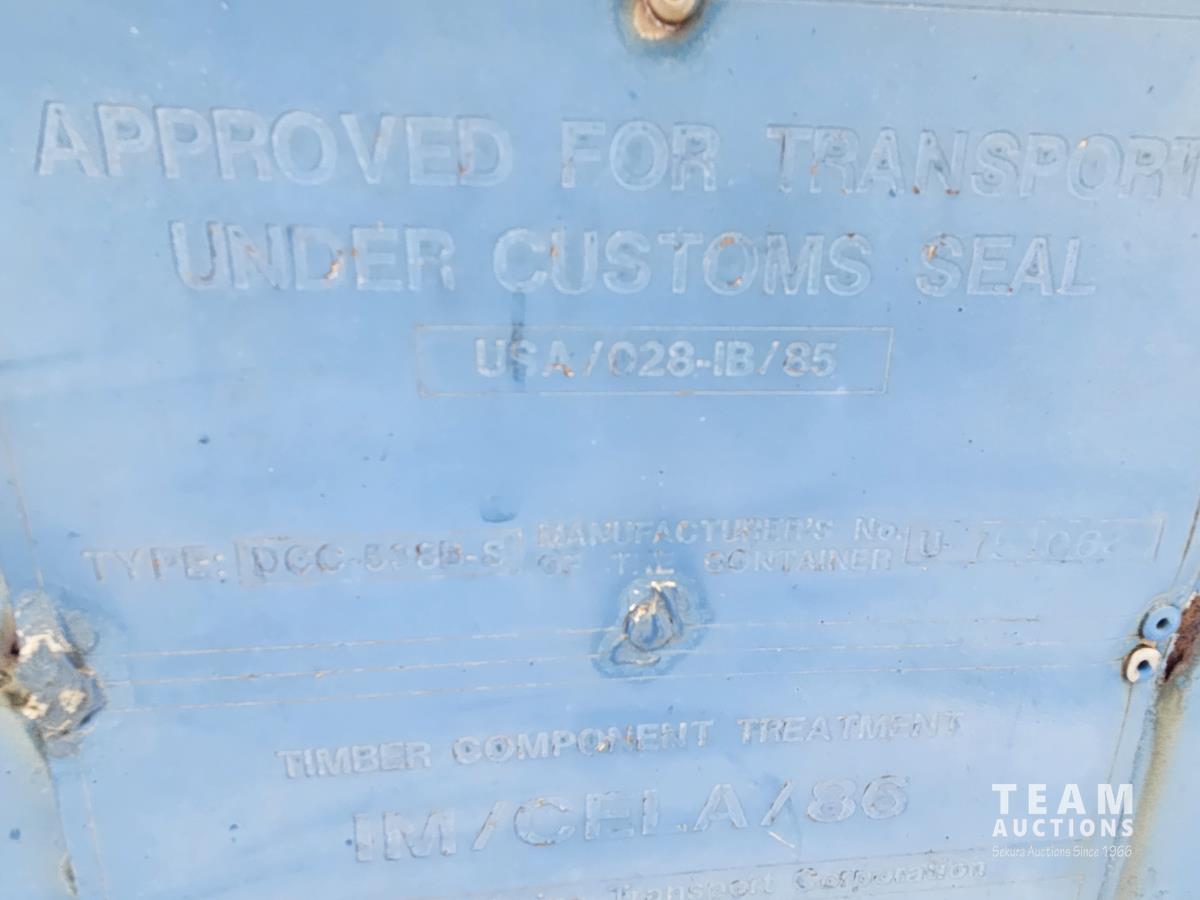 APPROVED FOR TRANSPORT
UNDER CUSTOMS SEAL
USA/028-IB/85
TYPE: MANUFACTURER'S No.
OF CONTAINER
TIMBER COMPONENT TREATMENT
IM/CELA/86
Transport Corporation
TEAM
AUCTIONS
Sekura Auctions Since 1966